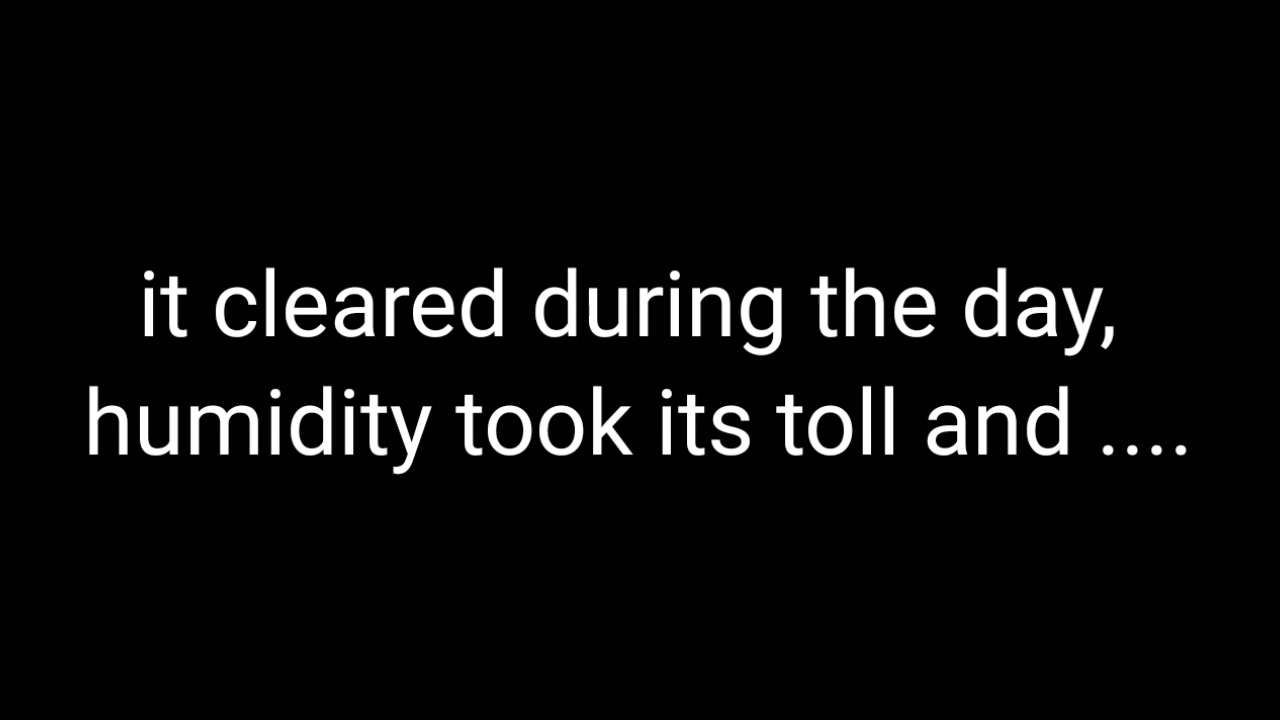 it cleared during the day,
humidity took its toll and ....